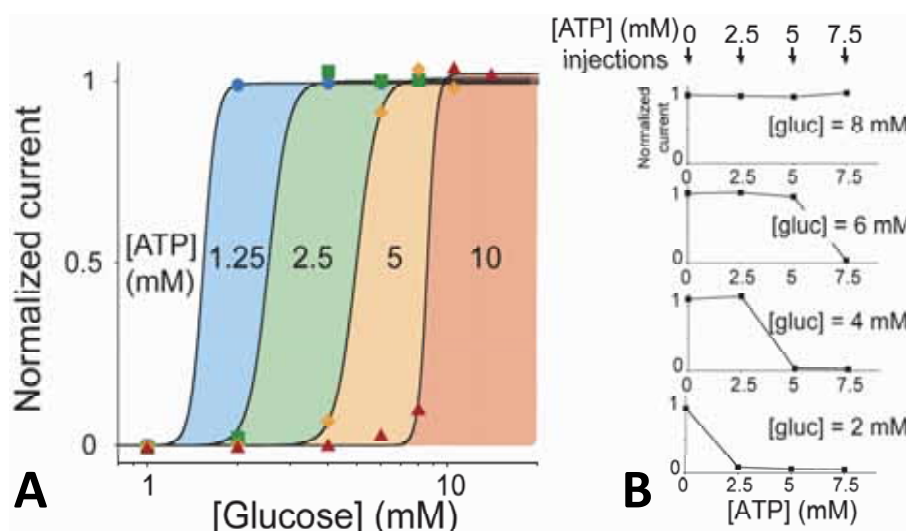 Normalized current
1
0.5
0
[ATP]
(mM)
1.25
2.5
5
10
1
10
[Glucose] (mM)
A
[ATP] (mM)
injections
0
2.5
5
7.5
Normalized
current
1
0
[gluc] = 8 mM
0
2.5
5
7.5
1
0
[gluc] = 6 mM
0
2.5
5
7.5
1
0
[gluc] = 4 mM
0
2.5
5
7.5
1
0
[gluc] = 2 mM
0
2.5
5
7.5
[ATP] (mM)
B